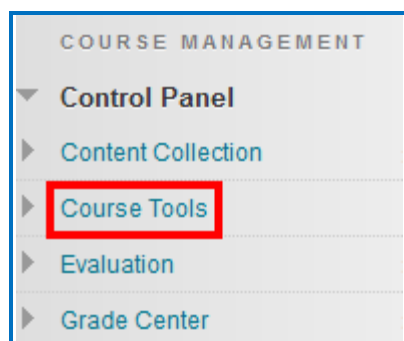 COURSE MANAGEMENT
Control Panel
Content Collection
Course Tools
Evaluation
Grade Center